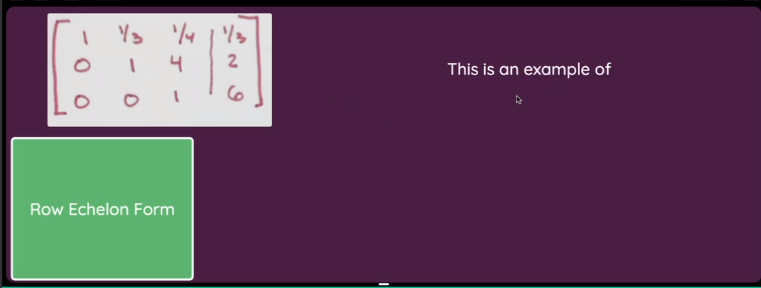 1 1/3 1/4 | 1/3
0 1 4 | 2
0 0 1 | 6
This is an example of
Row Echelon Form